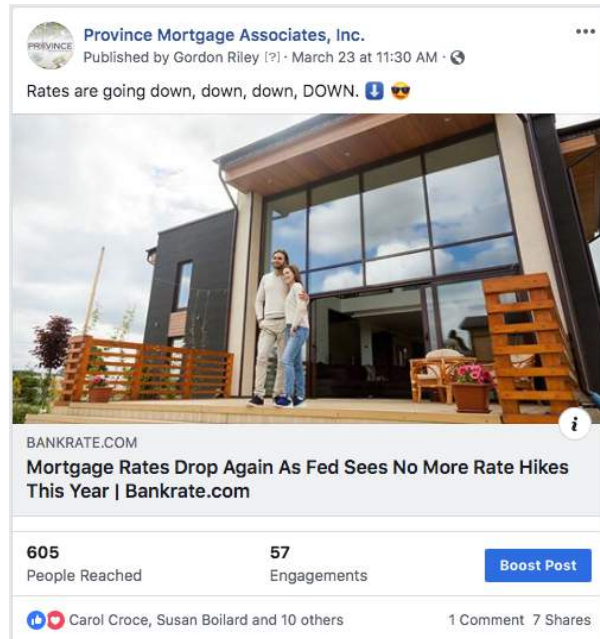 PROVINCE
Province Mortgage Associates, Inc.
Published by Gordon Riley [?] · March 23 at 11:30 AM ·
Rates are going down, down, down, DOWN. ⬇️ 😎
i
BANKRATE.COM
Mortgage Rates Drop Again As Fed Sees No More Rate Hikes
This Year | Bankrate.com
605
People Reached
57
Engagements
Boost Post
Carol Croce, Susan Boilard and 10 others
1 Comment 7 Shares